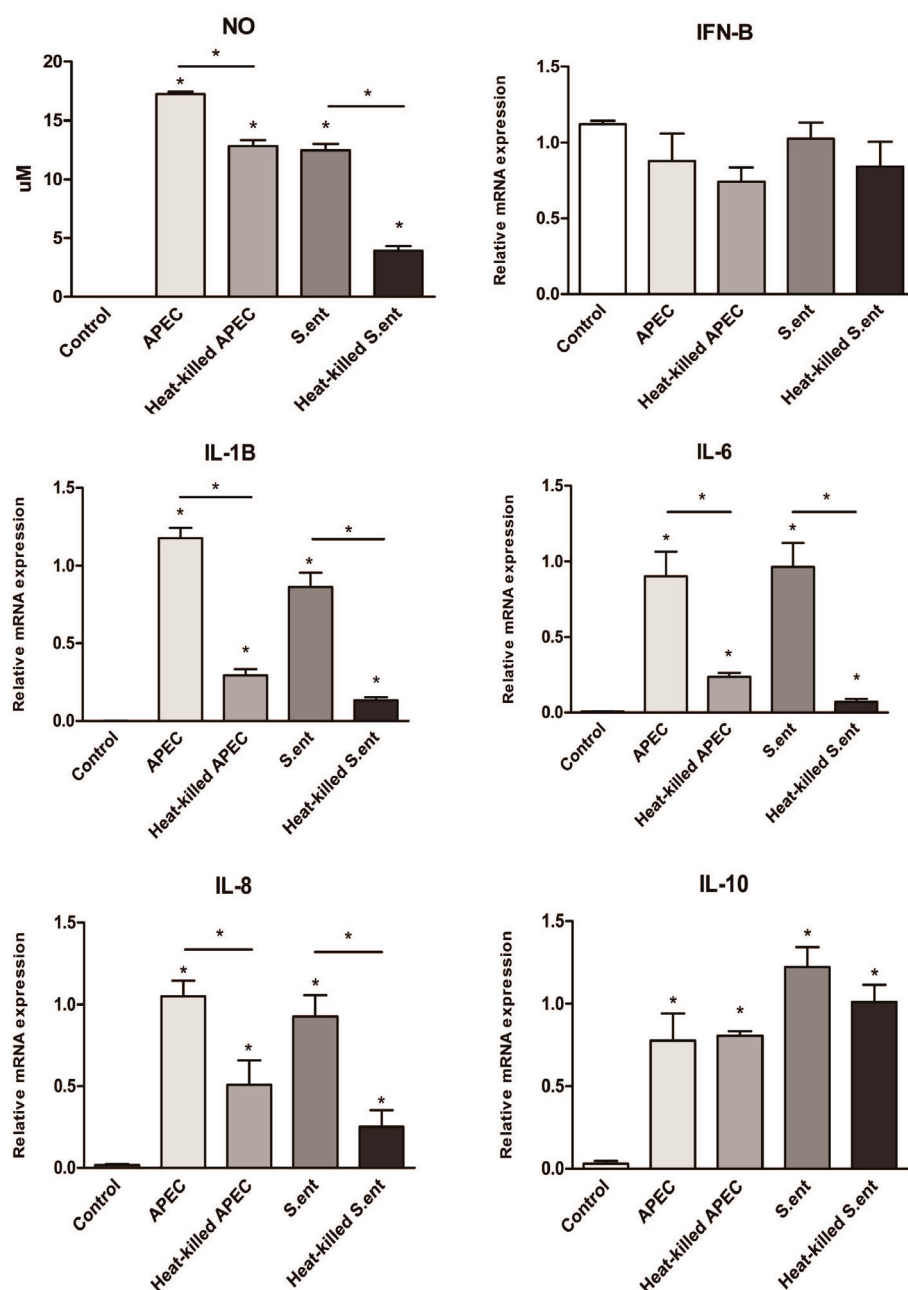 NO
*
*
*
*
*
*
20
15
10
5
0
uM
Control
APEC
Heat-killed APEC
S.ent
Heat-killed S.ent
IFN-B
1.5
1.0
0.5
0.0
Relative mRNA expression
Control
APEC
Heat-killed APEC
S.ent
Heat-killed S.ent
IL-1B
*
*
*
*
*
*
1.5
1.0
0.5
0.0
Relative mRNA expression
Control
APEC
Heat-killed APEC
S.ent
Heat-killed S.ent
IL-6
*
*
*
*
*
*
1.5
1.0
0.5
0.0
Relative mRNA expression
Control
APEC
Heat-killed APEC
S.ent
Heat-killed S.ent
IL-8
*
*
*
*
*
*
1.5
1.0
0.5
0.0
Relative mRNA expression
Control
APEC
Heat-killed APEC
S.ent
Heat-killed S.ent
IL-10
*
*
*
*
1.5
1.0
0.5
0.0
Relative mRNA expression
Control
APEC
Heat-killed APEC
S.ent
Heat-killed S.ent